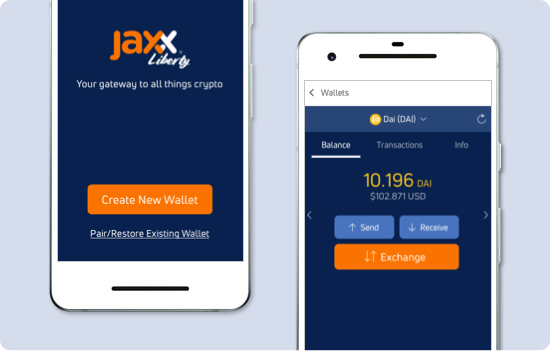 jaxx
Liberty
Your gateway to all things crypto
Create New Wallet
Pair/Restore Existing Wallet
Wallets
Dai (DAI)
Balance Transactions Info
10.196 DAI
$102.871 USD
Send Receive
Exchange